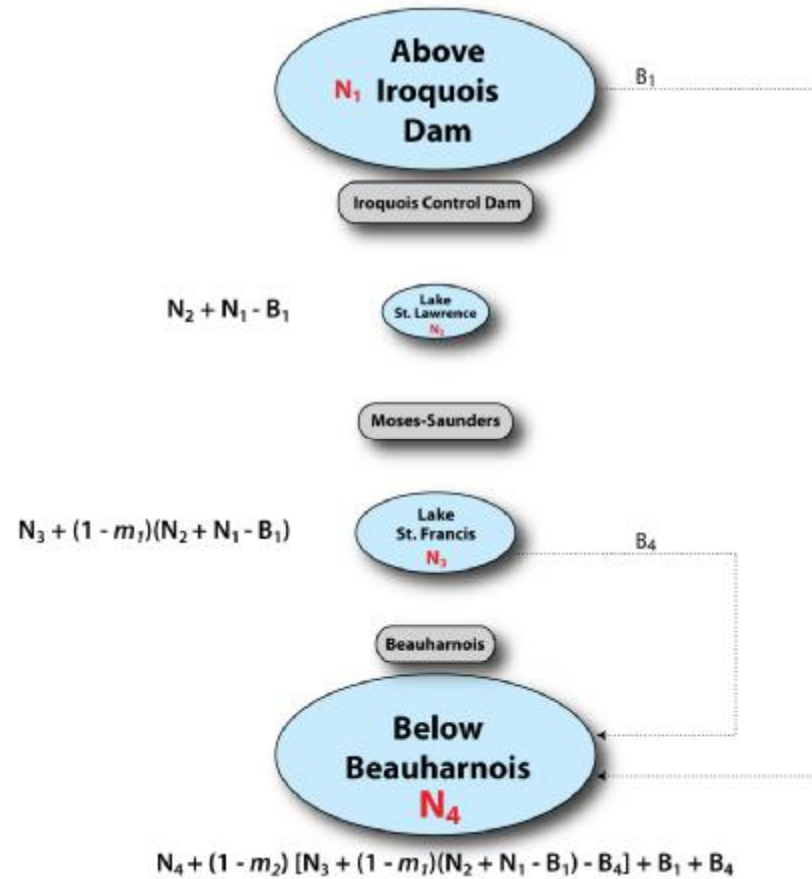 Above
N₁ Iroquois
Dam
B₁
Iroquois Control Dam
N₂ + N₁ - B₁
Lake
St. Lawrence
N₂
Moses-Saunders
N₃ + (1 - m₁)(N₂ + N₁ - B₁)
Lake
St. Francis
N₃
B₄
Beauharnois
Below
Beauharnois
N₄
N₄ + (1 - m₂) [N₃ + (1 - m₁)(N₂ + N₁ - B₁) - B₄] + B₁ + B₄